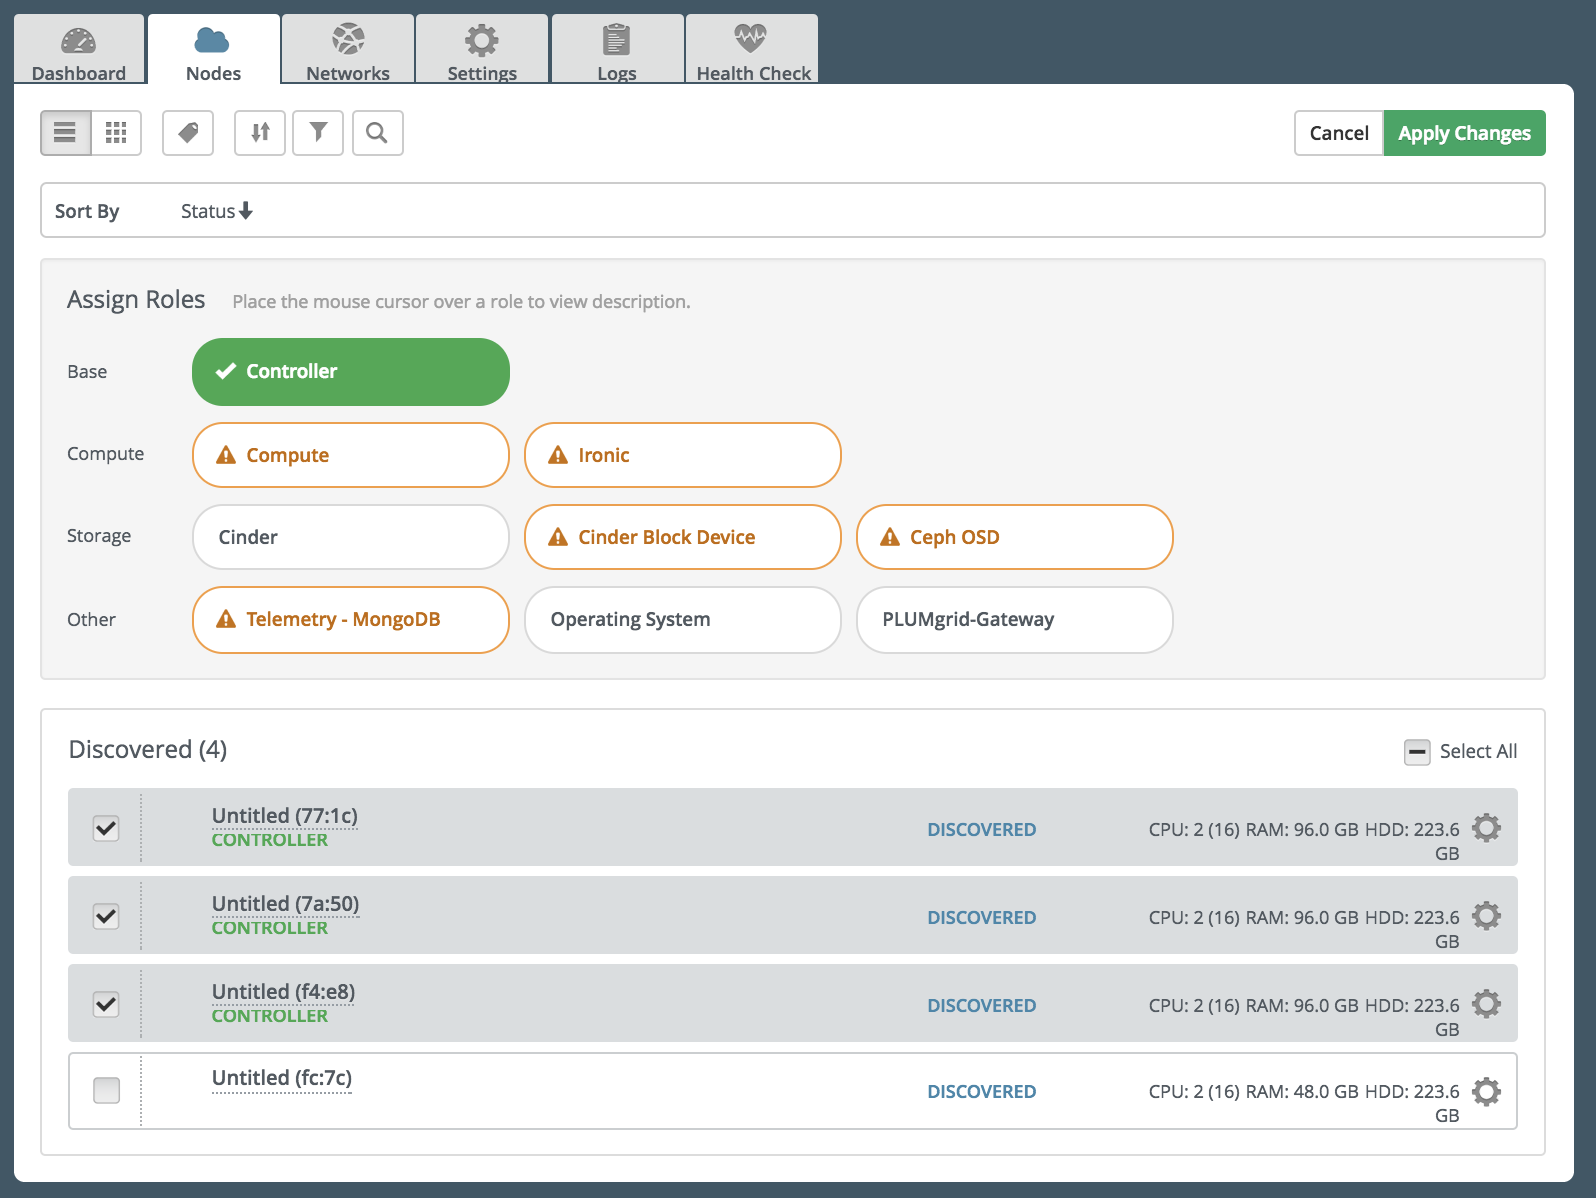 Dashboard
Nodes
Networks
Settings
Logs
Health Check
Cancel
Apply Changes
Sort By
Status
Assign Roles
Place the mouse cursor over a role to view description.
Base
Controller
Compute
Compute
Ironic
Storage
Cinder
Cinder Block Device
Ceph OSD
Other
Telemetry - MongoDB
Operating System
PLUMgrid-Gateway
Discovered (4)
Select All
Untitled (77:1c)
CONTROLLER
DISCOVERED
CPU: 2 (16) RAM: 96.0 GB HDD: 223.6
GB
Untitled (7a:50)
CONTROLLER
DISCOVERED
CPU: 2 (16) RAM: 96.0 GB HDD: 223.6
GB
Untitled (f4:e8)
CONTROLLER
DISCOVERED
CPU: 2 (16) RAM: 96.0 GB HDD: 223.6
GB
Untitled (fc:7c)
DISCOVERED
CPU: 2 (16) RAM: 48.0 GB HDD: 223.6
GB